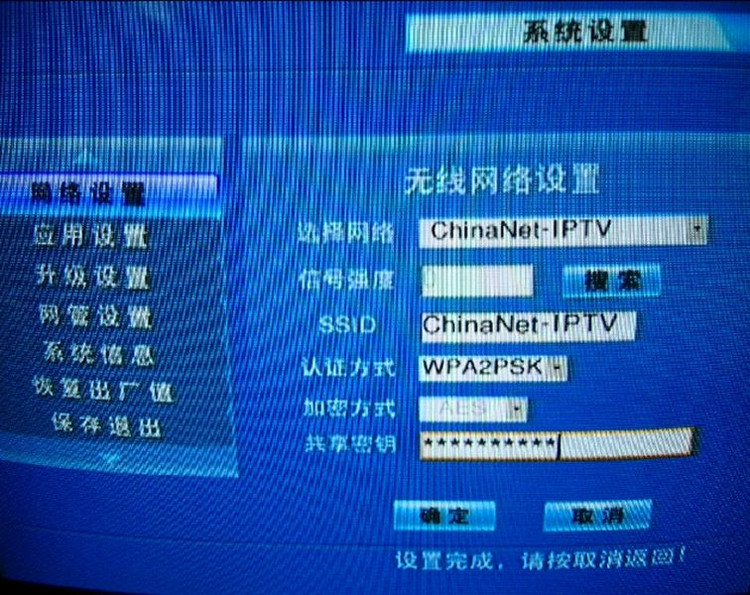 系统设置
网络设置
应用设置
升级设置
网管设置
系统信息
恢复出厂值
保存退出
无线网络设置
选择网络 ChinaNet-IPTV
信号强度 搜索
SSID ChinaNet-IPTV
认证方式 WPA2PSK
加密方式 AES
共享密钥 **********
确定 取消
设置完成，请按取消返回！